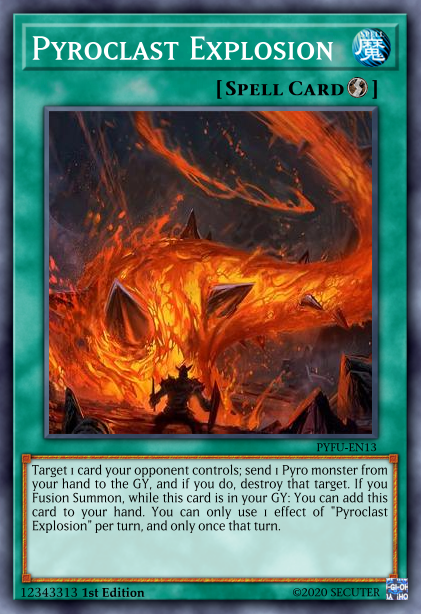 PYROCLAST EXPLOSION
魔
[SPELL CARD]
PYFU-EN13
Target 1 card your opponent controls; send 1 Pyro monster from
your hand to the GY, and if you do, destroy that target. If you
Fusion Summon, while this card is in your GY: You can add this
card to your hand. You can only use 1 effect of "Pyroclast
Explosion" per turn, and only once that turn.
12343313 1st Edition
©2020 SECUTER